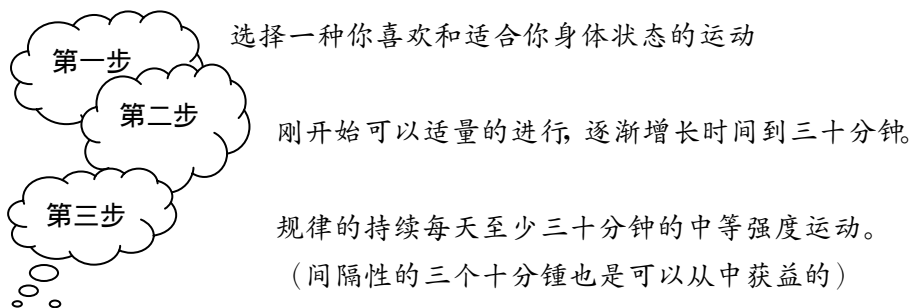 第一步
选择一种你喜欢和适合你身体状态的运动
第二步
刚开始可以适量的进行，逐渐增长时间到三十分钟。
第三步
规律的持续每天至少三十分钟的中等强度运动。
（间隔性的三个十分锺也是可以从中获益的）